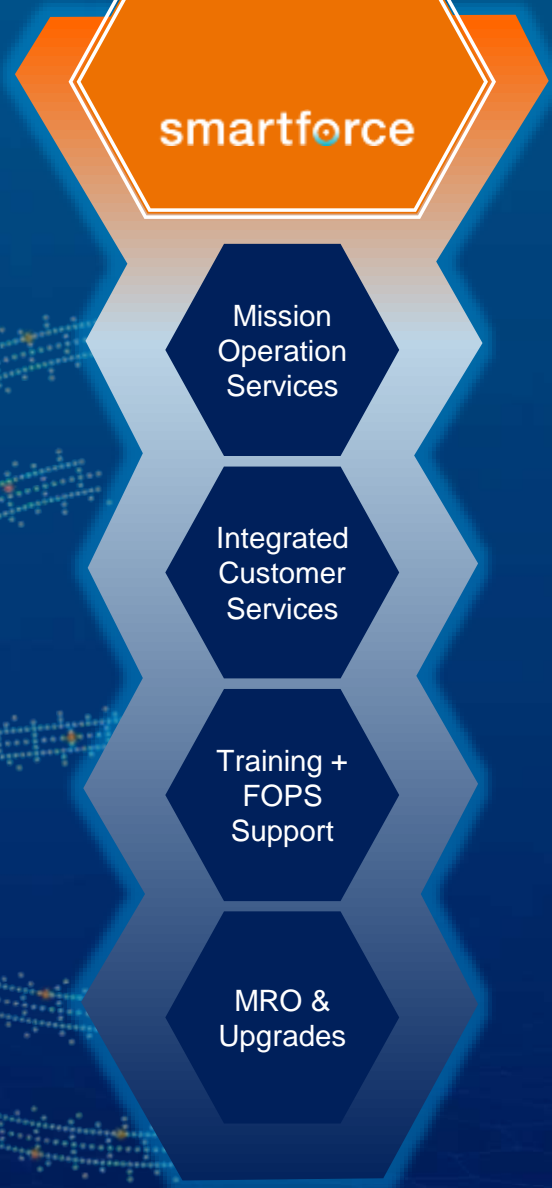 smartforce
Mission
Operation
Services
Integrated
Customer
Services
Training +
FOPS
Support
MRO &
Upgrades